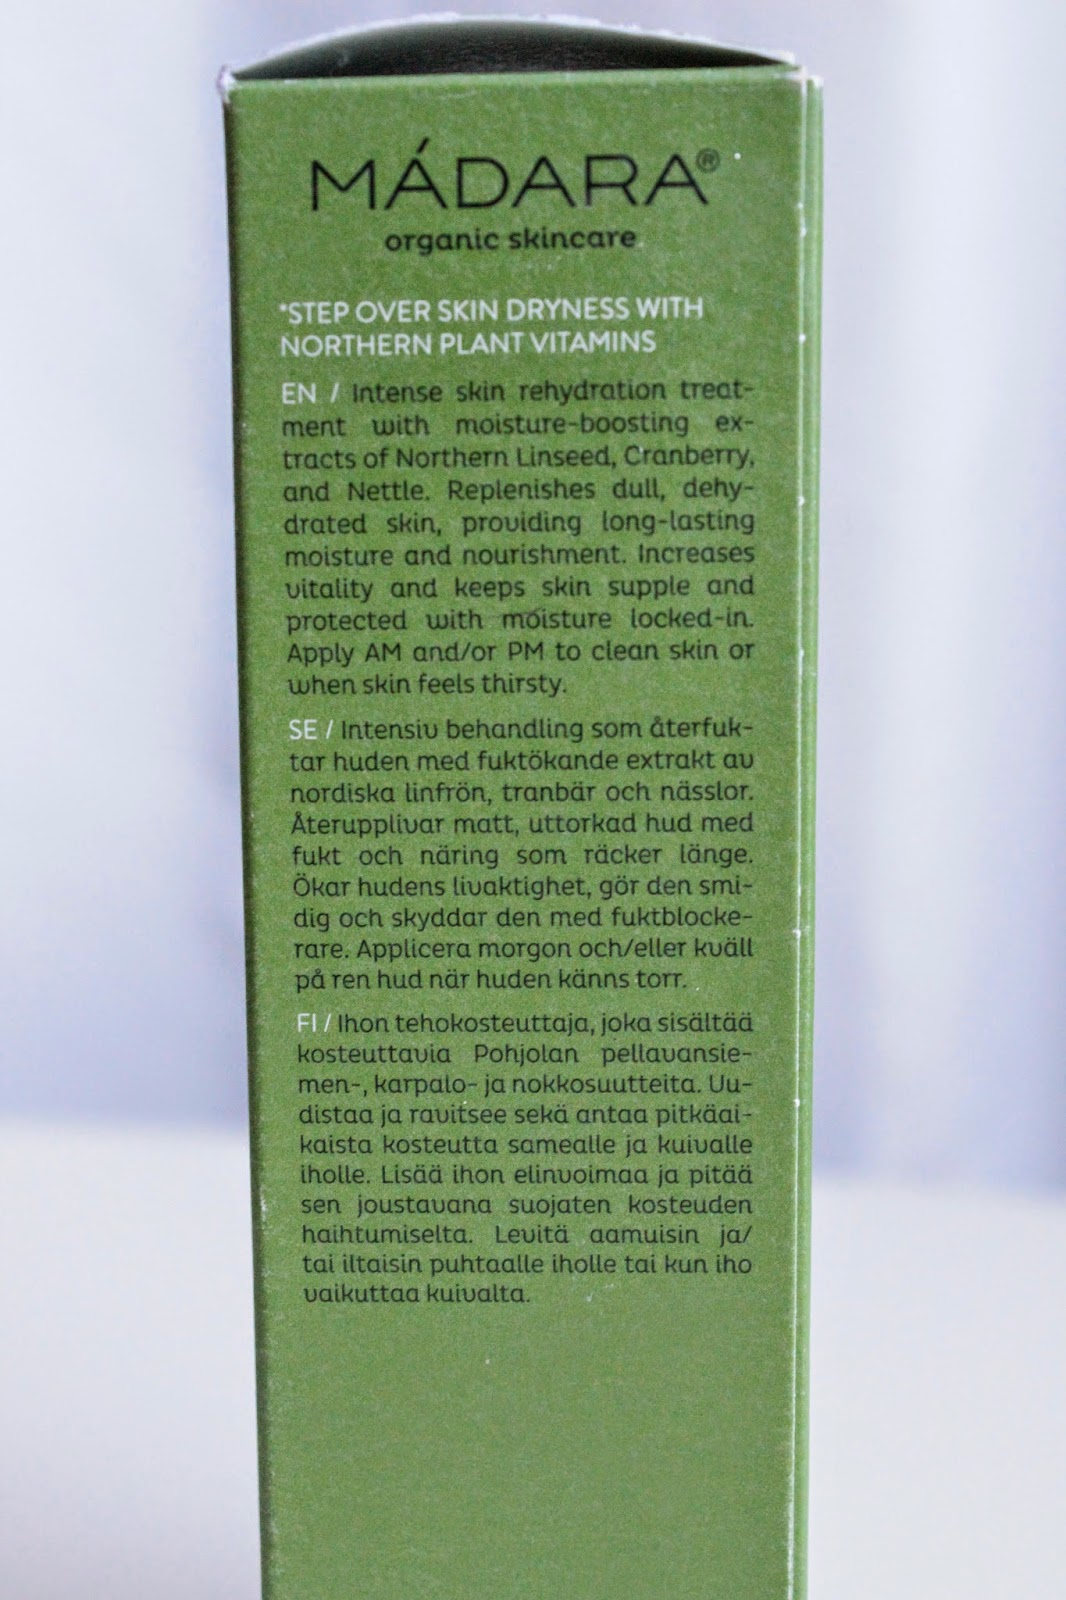 MÁDARA®
organic skincare
*STEP OVER SKIN DRYNESS WITH
NORTHERN PLANT VITAMINS
EN / Intense skin rehydration treat-
ment with moisture-boosting ex-
tracts of Northern Linseed, Cranberry,
and Nettle. Replenishes dull, dehy-
drated skin, providing long-lasting
moisture and nourishment. Increases
vitality and keeps skin supple and
protected with moisture locked-in.
Apply AM and/or PM to clean skin or
when skin feels thirsty.
SE / Intensiv behandling som återfuk-
tar huden med fuktökande extrakt av
nordiska linfrön, tranbär och nässlor.
Återupplivar matt, uttorkad hud med
fukt och näring som räcker länge.
Ökar hudens livaktighet, gör den smi-
dig och skyddar den med fuktblocke-
rare. Applicera morgon och/eller kväll
på ren hud när huden känns torr.
FI / Ihon tehokosteuttaja, joka sisältää
kosteuttavia Pohjolan pellavansie-
men-, karpalo- ja nokkosuutteita. Uu-
distaa ja ravitsee sekä antaa pitkäai-
kaista kosteutta samealle ja kuivalle
iholle. Lisää ihon elinvoimaa ja pitää
sen joustavana suojaten kosteuden
haihtumiselta. Levitä aamuisin ja/
tai iltaisin puhtaalle iholle tai kun iho
vaikuttaa kuivalta.